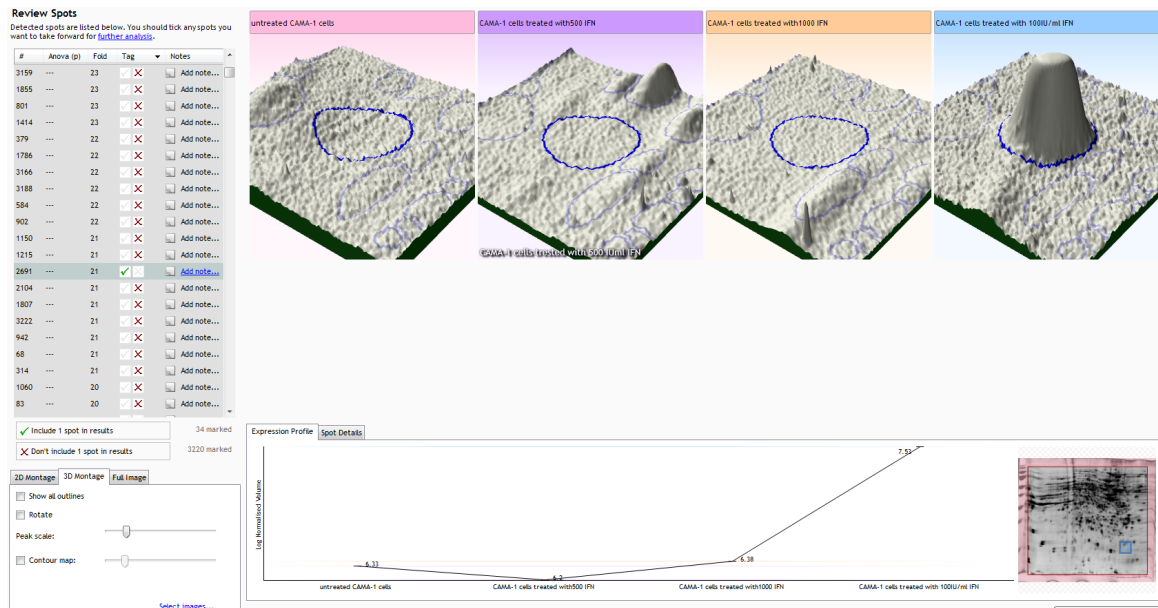 Review Spots
Detected spots are listed below. You should tick any spots you
want to take forward for further analysis.
# Anova (p) Fold Tag Notes
3159 --- 23 Add note...
1855 --- 23 Add note...
801 --- 23 Add note...
1414 --- 23 Add note...
379 --- 22 Add note...
1786 --- 22 Add note...
3166 --- 22 Add note...
3188 --- 22 Add note...
584 --- 22 Add note...
902 --- 22 Add note...
1150 --- 21 Add note...
1215 --- 21 Add note...
2691 --- 21 Add note...
2104 --- 21 Add note...
1807 --- 21 Add note...
3222 --- 21 Add note...
942 --- 21 Add note...
68 --- 21 Add note...
314 --- 21 Add note...
1060 --- 20 Add note...
83 --- 20 Add note...
Include 1 spot in results 34 marked
Don't include 1 spot in results 3220 marked
2D Montage 3D Montage Full Image
Show all outlines
Rotate
Peak scale:
Contour map:
Select images...
untreated CAMA-1 cells
CAMA-1 cells treated with500 IFN
CAMA-1 cells treated with1000 IFN
CAMA-1 cells treated with 100IU/ml IFN
CAMA-1 cells trested with 500 IUml IFN
Expression Profile Spot Details
Log Normalised Volume
6.33
6.2
6.38
7.53
untreated CAMA-1 cells
CAMA-1 cells treated with500 IFN
CAMA-1 cells treated with1000 IFN
CAMA-1 cells treated with 100IU/ml IFN